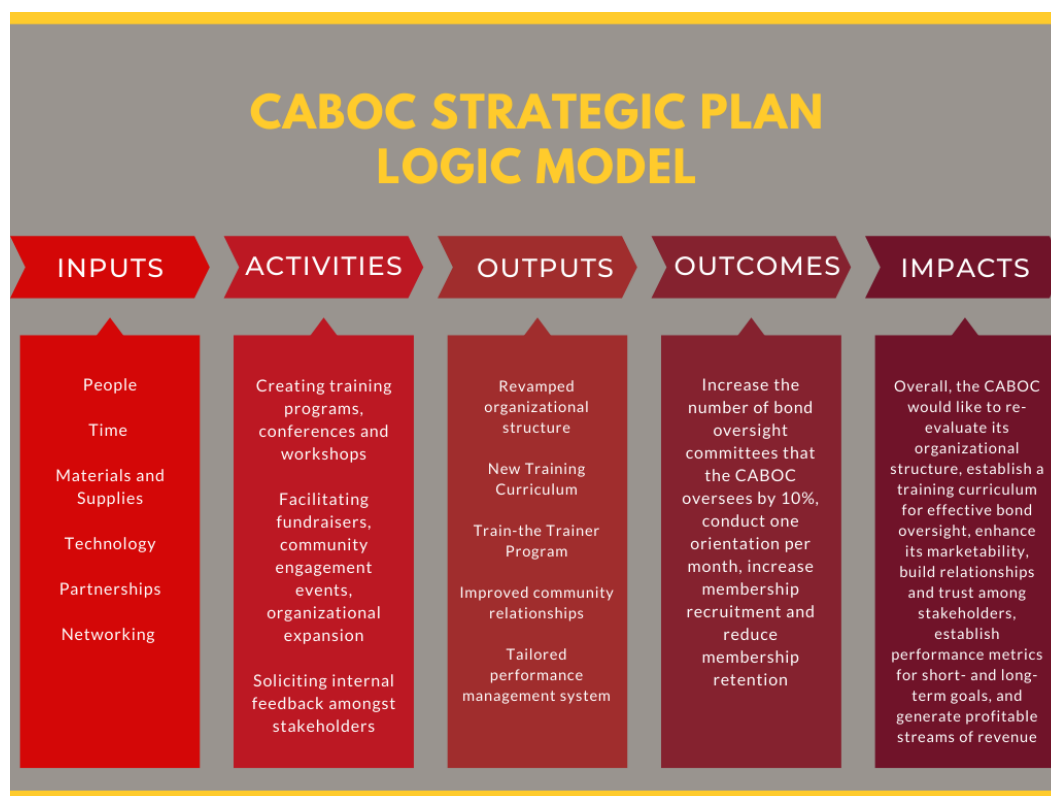 CABOC STRATEGIC PLAN
LOGIC MODEL
INPUTS
People
Time
Materials and
Supplies
Technology
Partnerships
Networking
ACTIVITIES
Creating training
programs,
conferences and
workshops
Facilitating
fundraisers,
community
engagement
events,
organizational
expansion
Soliciting internal
feedback amongst
stakeholders
OUTPUTS
Revamped
organizational
structure
New Training
Curriculum
Train-the Trainer
Program
Improved community
relationships
Tailored
performance
management system
OUTCOMES
Increase the
number of bond
oversight
committees that
the CABOC
oversees by 10%,
conduct one
orientation per
month, increase
membership
recruitment and
reduce
membership
retention
IMPACTS
Overall, the CABOC
would like to re-
evaluate its
organizational
structure, establish a
training curriculum
for effective bond
oversight, enhance
its marketability,
build relationships
and trust among
stakeholders,
establish
performance metrics
for short- and long-
term goals, and
generate profitable
streams of revenue